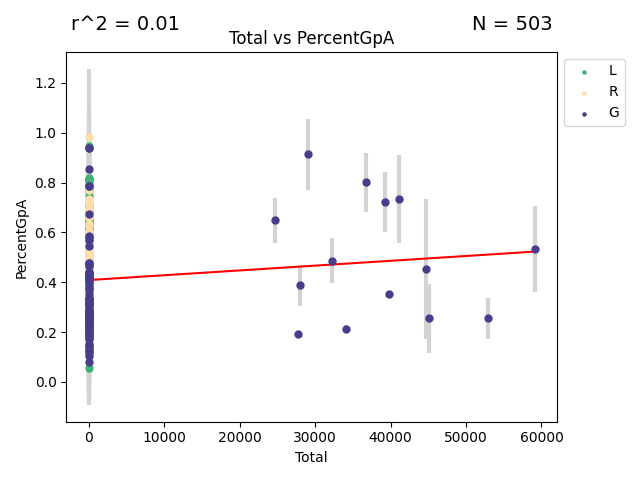 r^2 = 0.01
N = 503
Total vs PercentGpA
L
R
G
1.2
1.0
0.8
0.6
0.4
0.2
0.0
PercentGpA
0
10000
20000
30000
40000
50000
60000
Total